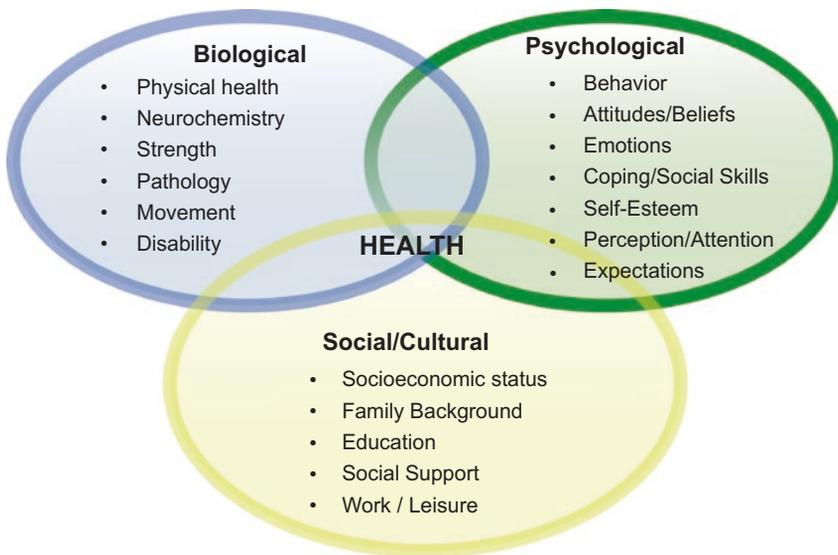 Biological
• Physical health
• Neurochemistry
• Strength
• Pathology
• Movement
• Disability
Psychological
• Behavior
• Attitudes/Beliefs
• Emotions
• Coping/Social Skills
• Self-Esteem
• Perception/Attention
• Expectations
HEALTH
Social/Cultural
• Socioeconomic status
• Family Background
• Education
• Social Support
• Work / Leisure